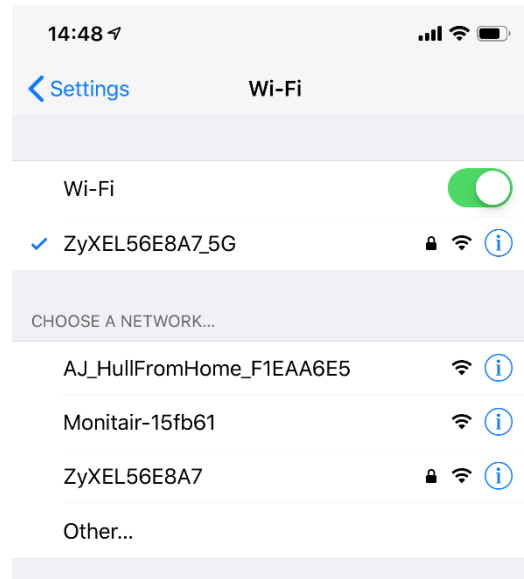 14:48
Settings
Wi-Fi
Wi-Fi
ZyXEL56E8A7_5G
CHOOSE A NETWORK...
AJ_HullFromHome_F1EAA6E5
Monitair-15fb61
ZyXEL56E8A7
Other...